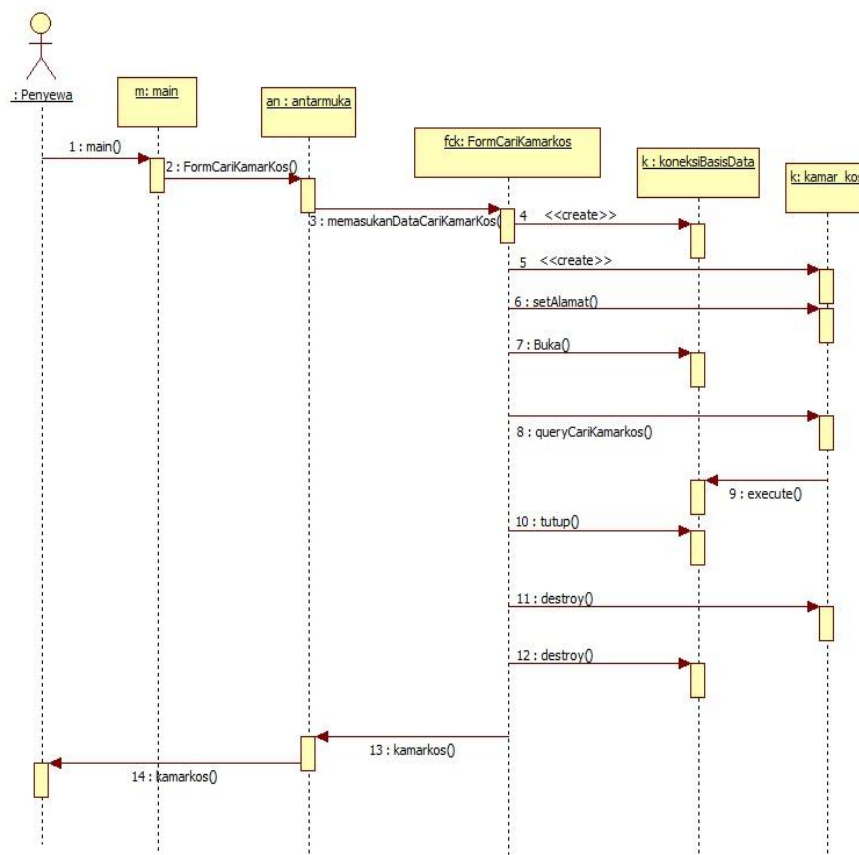 : Penyewa
m: main
an : antarmuka
fck: FormCariKamarkos
k : koneksiBasisData
k: kamar_kos
1 : main()
2 : FormCariKamarKos()
3 : memasukanDataCariKamarKos(
4 <<create>>
5 <<create>>
6 : setAlamat()
7 : Buka()
8 : queryCariKamarkos()
9 : execute()
10 : tutup()
11 : destroy()
12 : destroy()
13 : kamarkos()
14 : kamarkos()